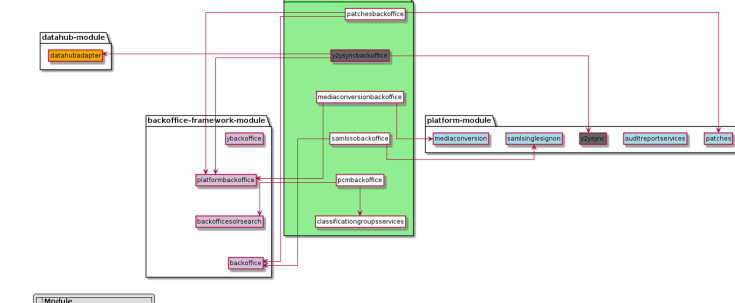 patchesbackoffice
datahub-module
datahubadapter
y2ysyncbackoffice
mediaconversionbackoffice
backoffice-framework-module
platform-module
ybackoffice
samlssobackoffice
mediaconversion
samlsinglesignon
y2ysync
auditreportservices
patches
platformbackoffice
pcmbackoffice
backofficesolrsearch
classificationgroupsservices
backoffice
Module